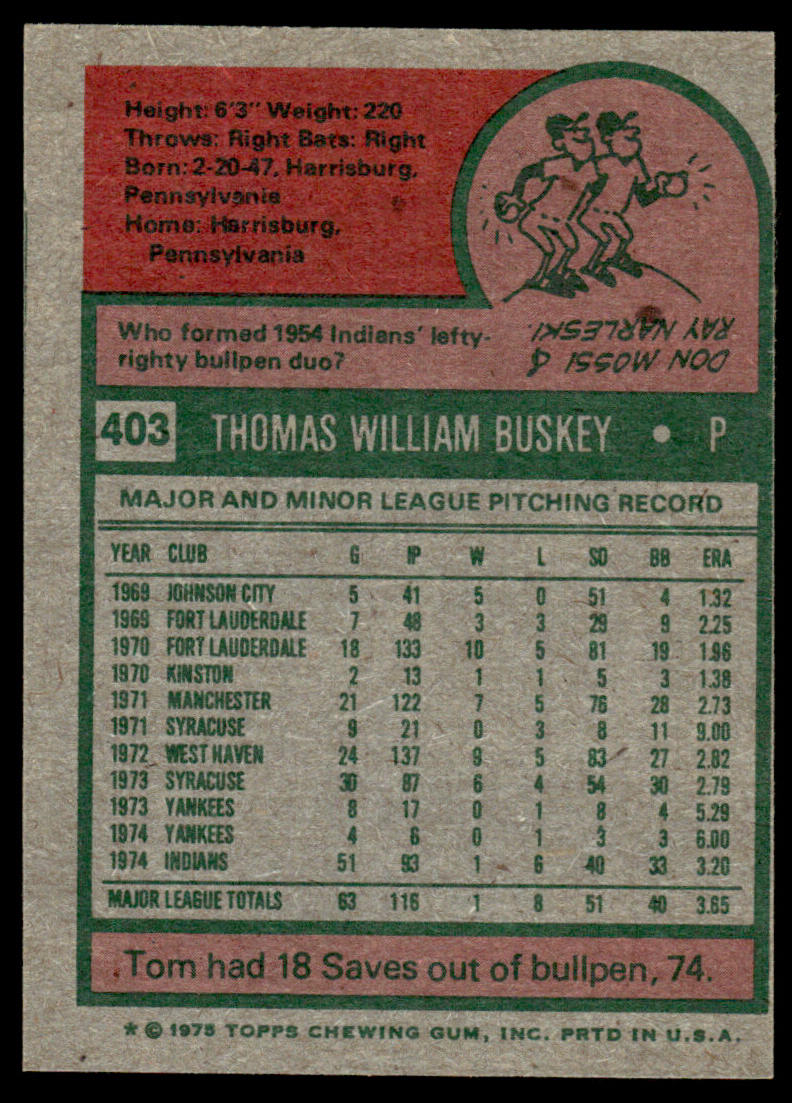 Height: 6'3" Weight: 220
Throws: Right Bats: Right
Born: 2-20-47, Harrisburg,
Pennsylvania
Home: Harrisburg,
Pennsylvania
Who formed 1954 Indians' lefty-
righty bullpen duo?
DON MOSSI &
RAY NARLESKI.
403 THOMAS WILLIAM BUSKEY • P
MAJOR AND MINOR LEAGUE PITCHING RECORD
YEAR CLUB G IP W L SO BB ERA
1969 JOHNSON CITY 5 41 5 0 51 4 1.32
1969 FORT LAUDERDALE 7 48 3 3 29 9 2.25
1970 FORT LAUDERDALE 18 133 10 5 81 19 1.96
1970 KINSTON 2 13 1 1 5 3 1.38
1971 MANCHESTER 21 122 7 5 76 28 2.73
1971 SYRACUSE 9 21 0 3 8 11 9.00
1972 WEST HAVEN 24 137 9 5 83 27 2.82
1973 SYRACUSE 30 87 6 4 54 30 2.79
1973 YANKEES 8 17 0 1 8 4 5.29
1974 YANKEES 4 6 0 1 3 3 6.00
1974 INDIANS 51 93 1 6 40 33 3.20
MAJOR LEAGUE TOTALS 63 116 1 8 51 40 3.65
Tom had 18 Saves out of bullpen, 74.
* © 1975 TOPPS CHEWING GUM, INC. PRTD IN U.S.A.